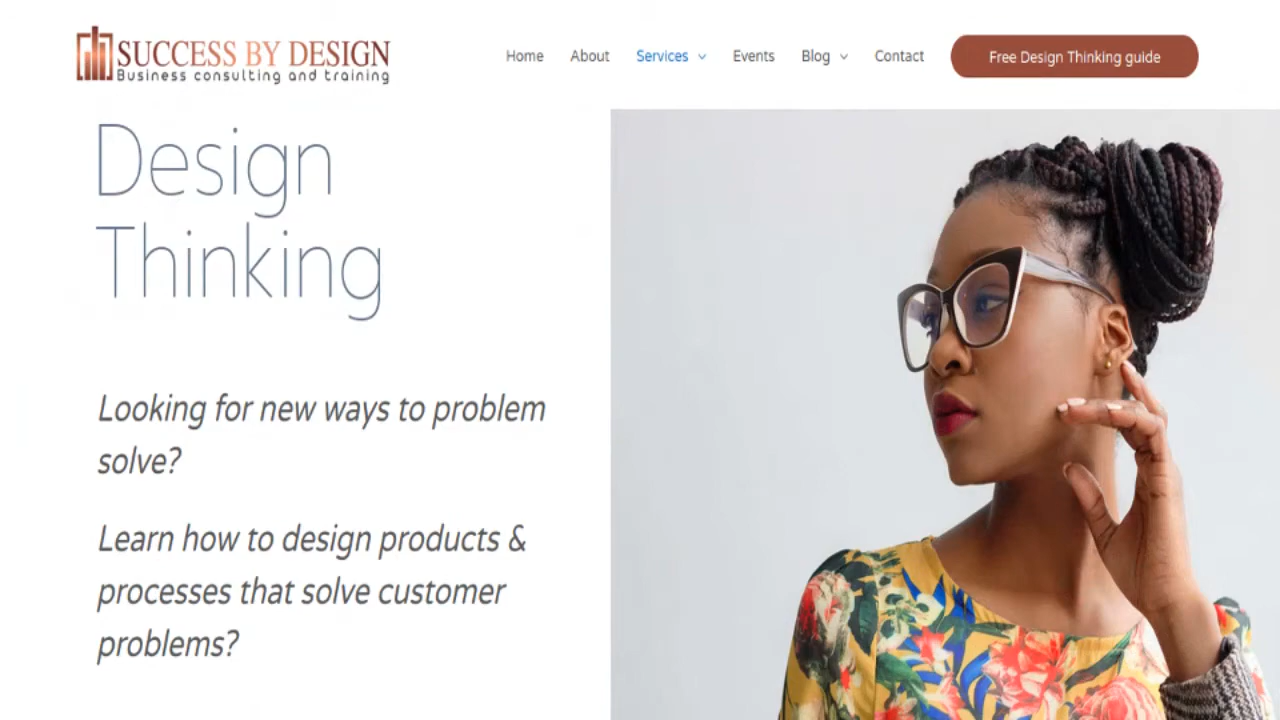 SUCCESS BY DESIGN
Business consulting and training
Home About Services Events Blog Contact Free Design Thinking guide
Design
Thinking
Looking for new ways to problem
solve?
Learn how to design products &
processes that solve customer
problems?